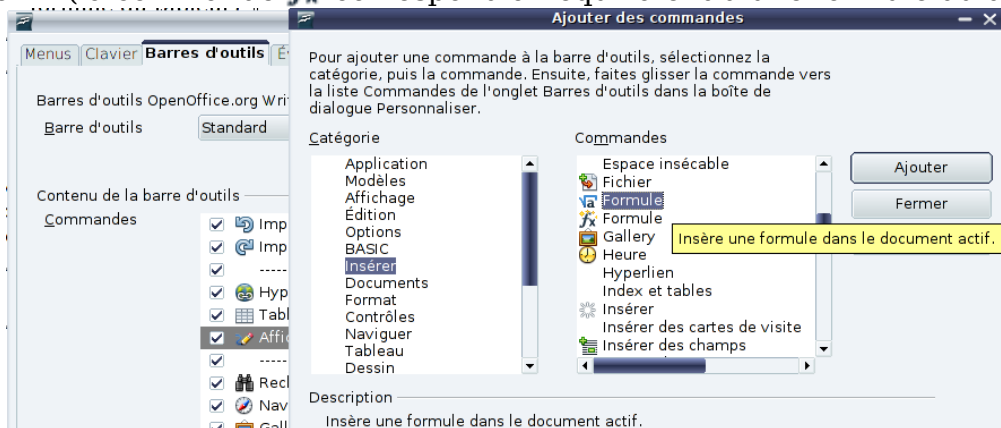 Ajouter des commandes
Menus Clavier Barres d'outils
Barres d'outils OpenOffice.org Wri
Barre d'outils Standard
Contenu de la barre d'outils
Commandes
Imp
Imp
-----
Hyp
Tabl
Affi
-----
Recl
Nav
Gall
Pour ajouter une commande à la barre d'outils, sélectionnez la
catégorie, puis la commande. Ensuite, faites glisser la commande vers
la liste Commandes de l'onglet Barres d'outils dans la boîte de
dialogue Personnaliser.
Catégorie
Application
Modèles
Affichage
Édition
Options
BASIC
Insérer
Documents
Format
Contrôles
Naviguer
Tableau
Dessin
Commandes
Espace insécable
Fichier
Formule
Formule
Gallery
Heure
Hyperlien
Index et tables
Insérer
Insérer des cartes de visite
Insérer des champs
Ajouter
Fermer
Insère une formule dans le document actif.
Description
Insère une formule dans le document actif.